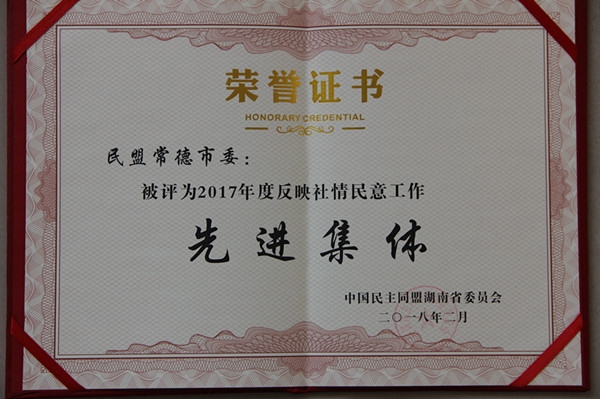 荣誉证书
HONORARY CREDENTIAL
民盟常德市委：
被评为2017年度反映社情民意工作
先进集体
中国民主同盟湖南省委员会
二〇一八年二月